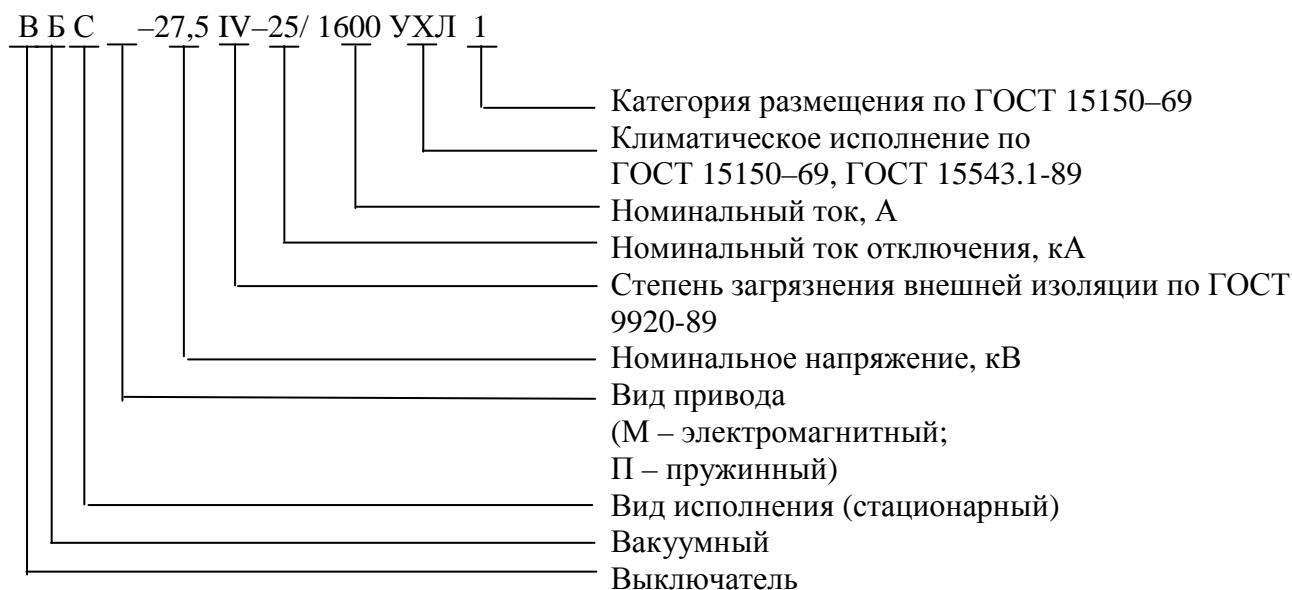 В Б С __–27,5 IV–25/ 1600 УХЛ 1
Категория размещения по ГОСТ 15150–69
Климатическое исполнение по
ГОСТ 15150–69, ГОСТ 15543.1-89
Номинальный ток, А
Номинальный ток отключения, кА
Степень загрязнения внешней изоляции по ГОСТ
9920-89
Номинальное напряжение, кВ
Вид привода
(М – электромагнитный;
П – пружинный)
Вид исполнения (стационарный)
Вакуумный
Выключатель